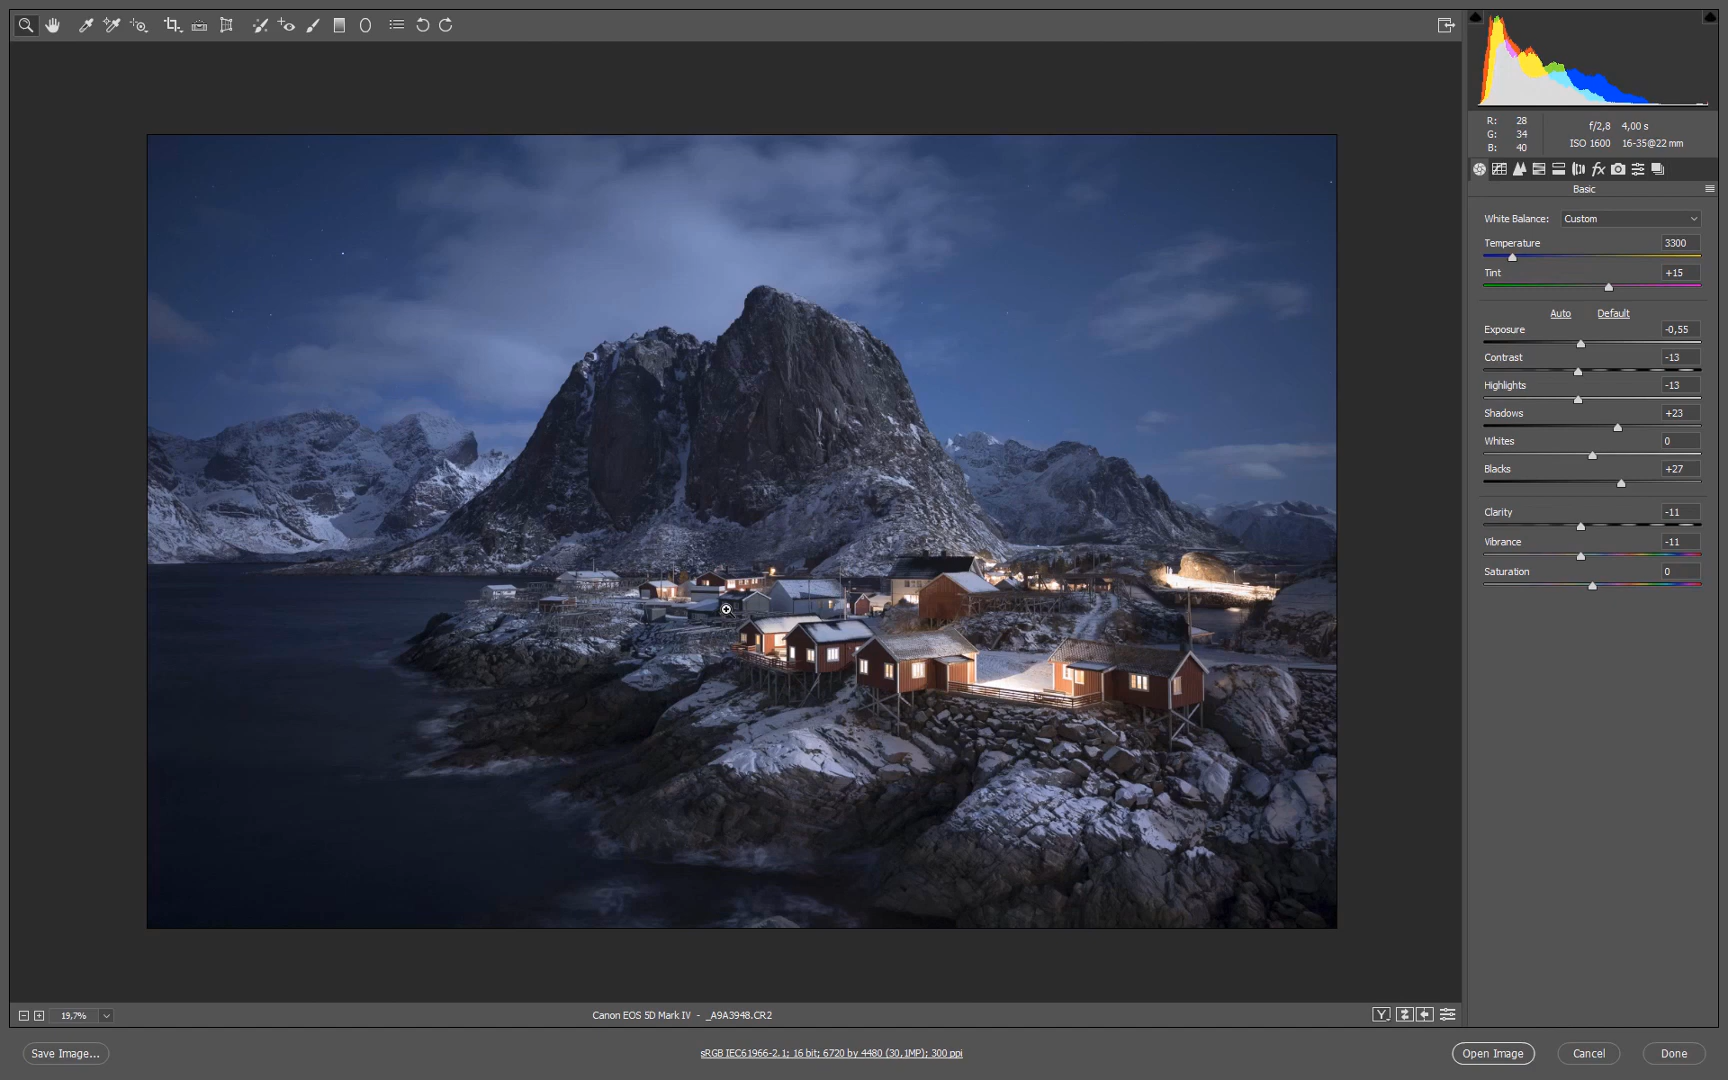 R: 28
G: 34
B: 40
f/2,8 4,00 s
ISO 1600 16-35@22 mm
fx
Basic
White Balance: Custom
Temperature 3300
Tint +15
Auto Default
Exposure -0,55
Contrast -13
Highlights -13
Shadows +23
Whites 0
Blacks +27
Clarity -11
Vibrance -11
Saturation 0
19,7%
Canon EOS 5D Mark IV - _A9A3948.CR2
Y
Save Image...
sRGB IEC61966-2.1; 16 bit; 6720 by 4480 (30,1MP); 300 ppi
Open Image Cancel Done